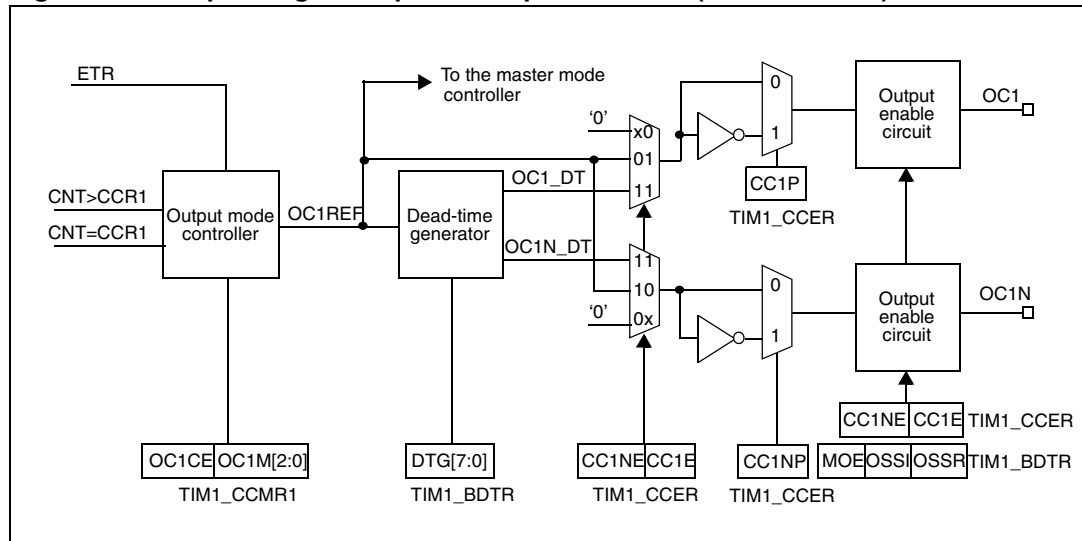 ETR
To the master mode
controller
'0'
x0
01
11
0
1
CC1P
TIM1_CCER
Output
enable
circuit
OC1
CNT>CCR1
CNT=CCR1
Output mode
controller
OC1REF
Dead-time
generator
OC1_DT
OC1N_DT
11
10
0x
'0'
0
1
Output
enable
circuit
OC1N
OC1CE OC1M[2:0]
TIM1_CCMR1
DTG[7:0]
TIM1_BDTR
CC1NE CC1E
TIM1_CCER
CC1NP
TIM1_CCER
CC1NE CC1E TIM1_CCER
MOE OSSI OSSR TIM1_BDTR